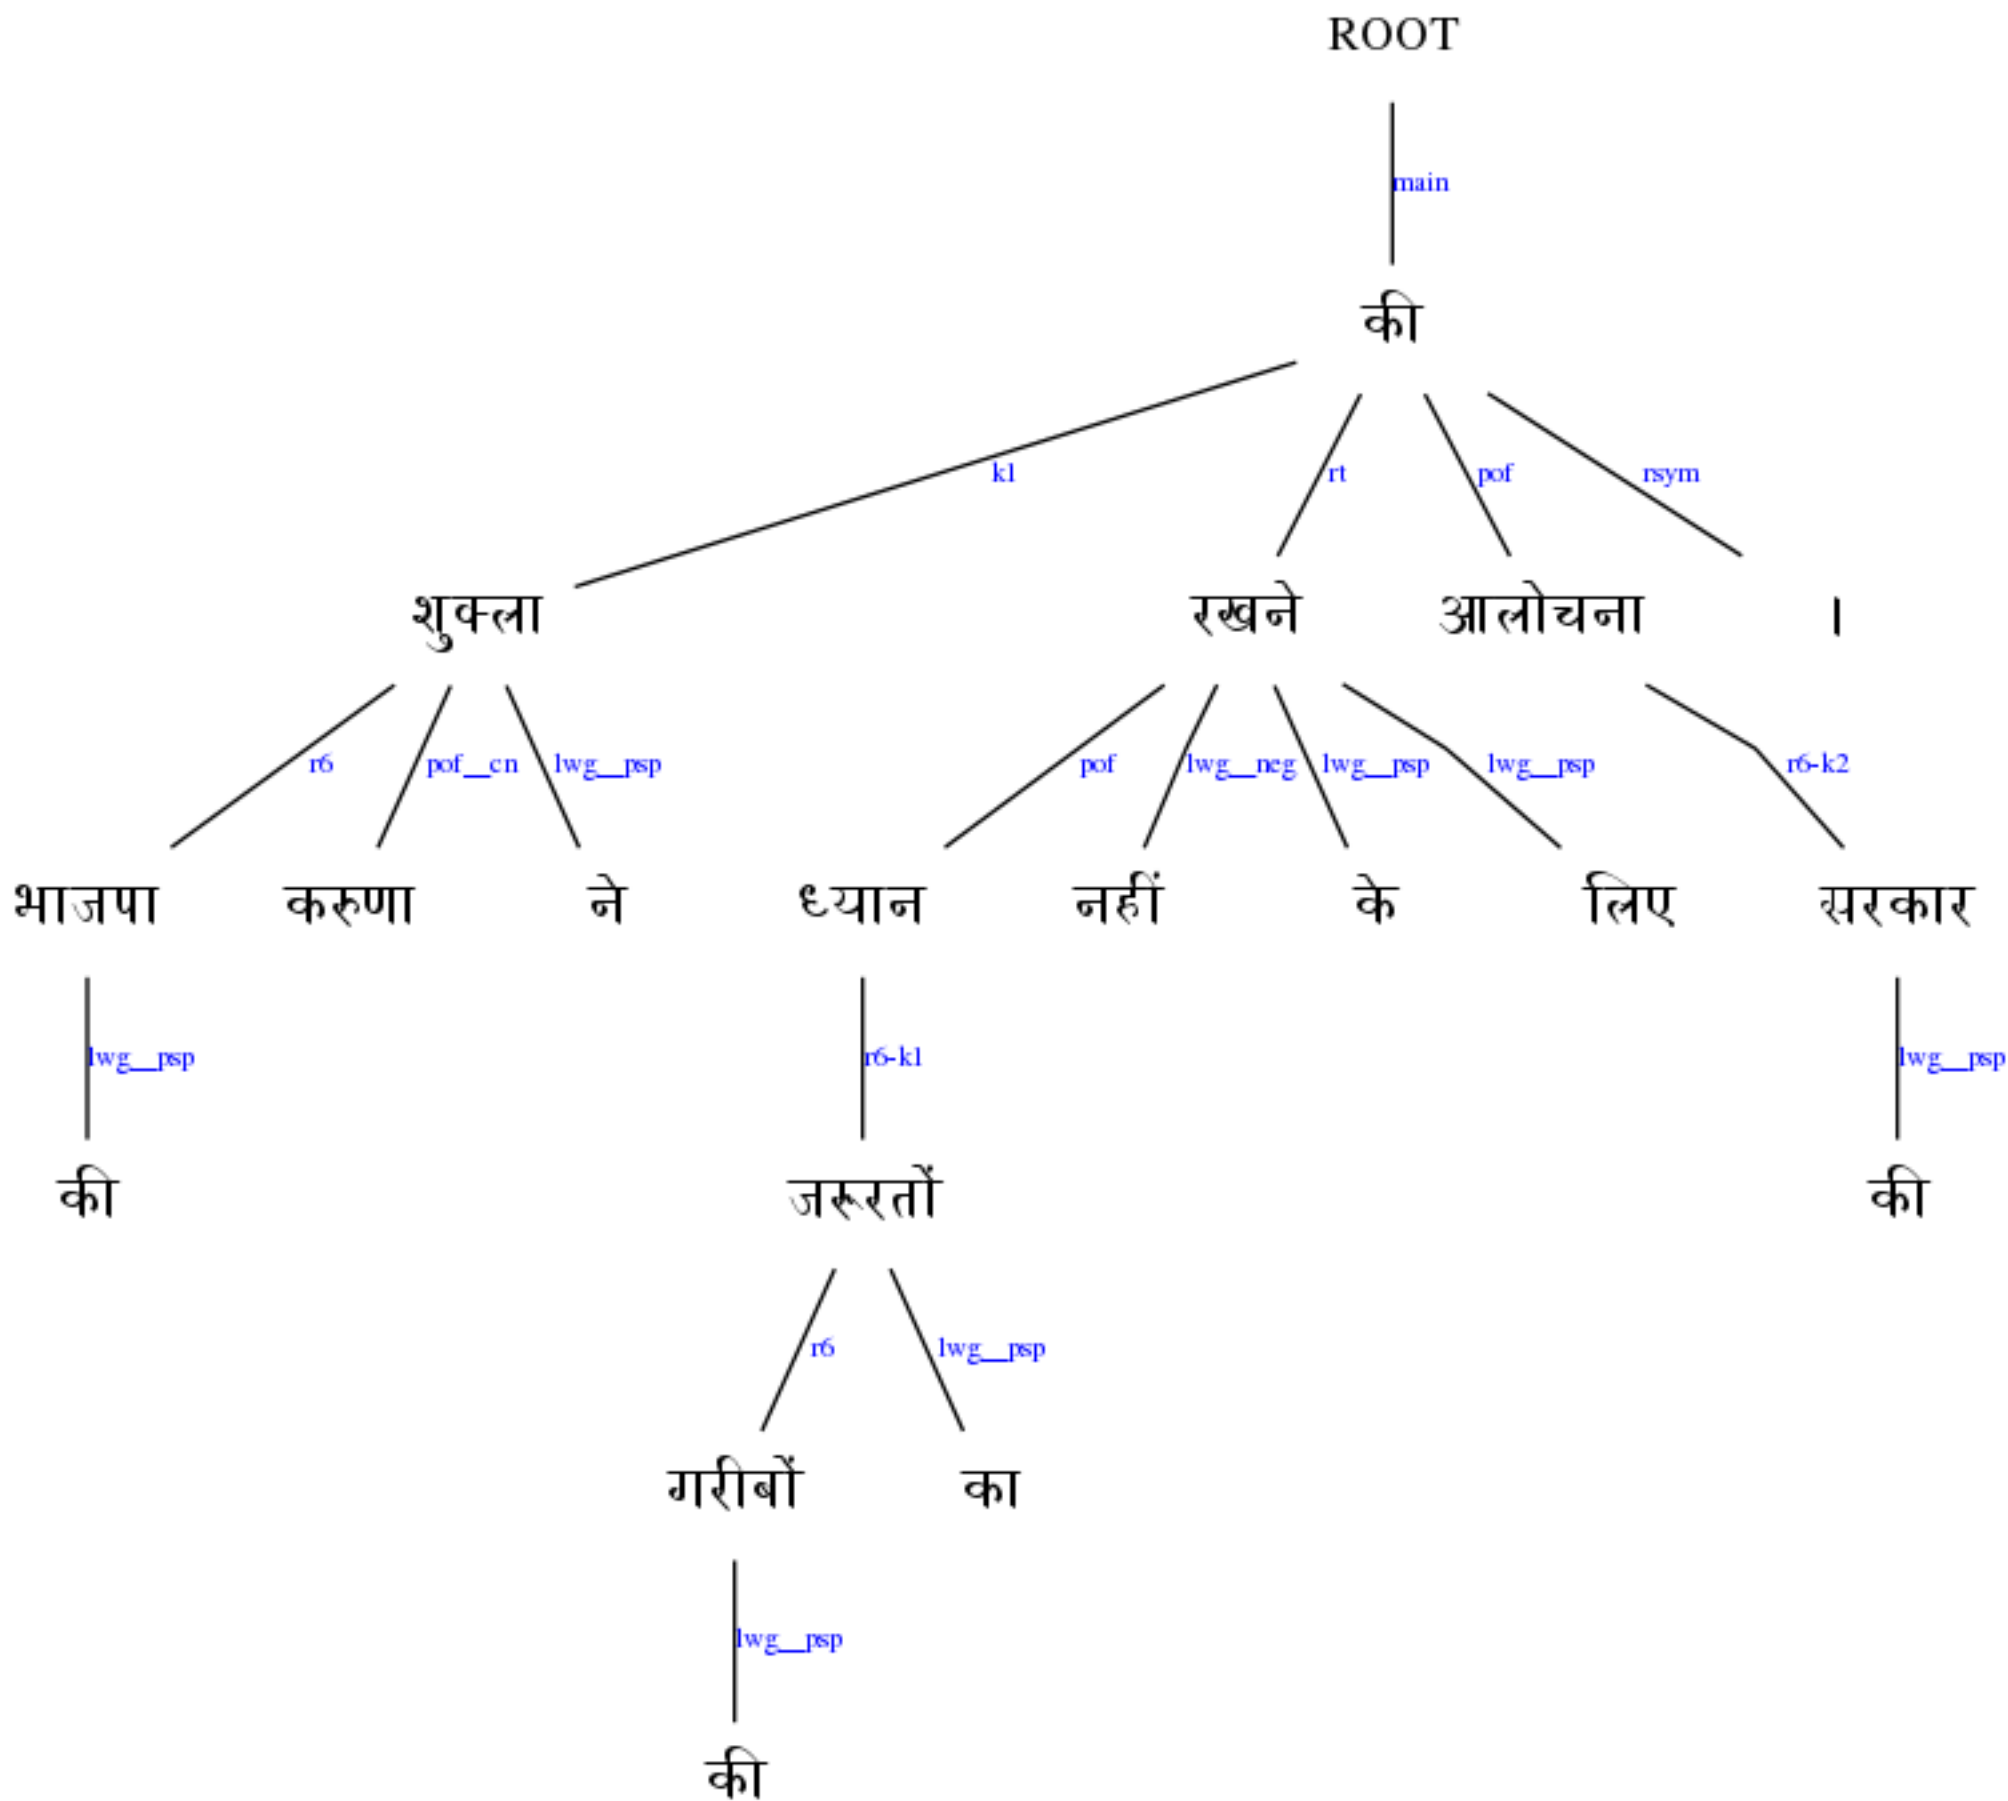 ROOT
main
की
k1 rt pof rsym
शुक्ला रखने आलोचना ।
r6 pof__cn lwg__psp pof lwg__neg lwg__psp lwg__psp r6-k2
भाजपा करुणा ने ध्यान नहीं के लिए सरकार
lwg__psp r6-k1 lwg__psp
की जरूरतों की
r6 lwg__psp
गरीबों का
lwg__psp
की